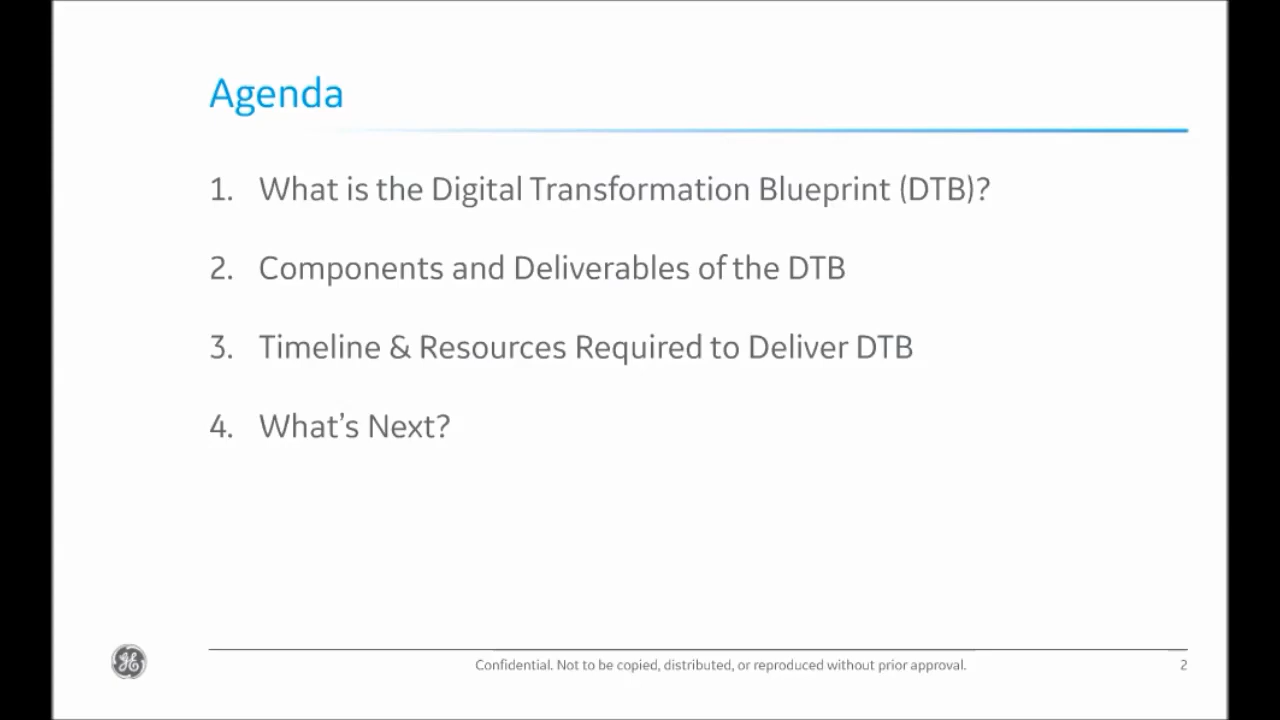 Agenda
1. What is the Digital Transformation Blueprint (DTB)?
2. Components and Deliverables of the DTB
3. Timeline & Resources Required to Deliver DTB
4. What's Next?
GE
Confidential. Not to be copied, distributed, or reproduced without prior approval.
2